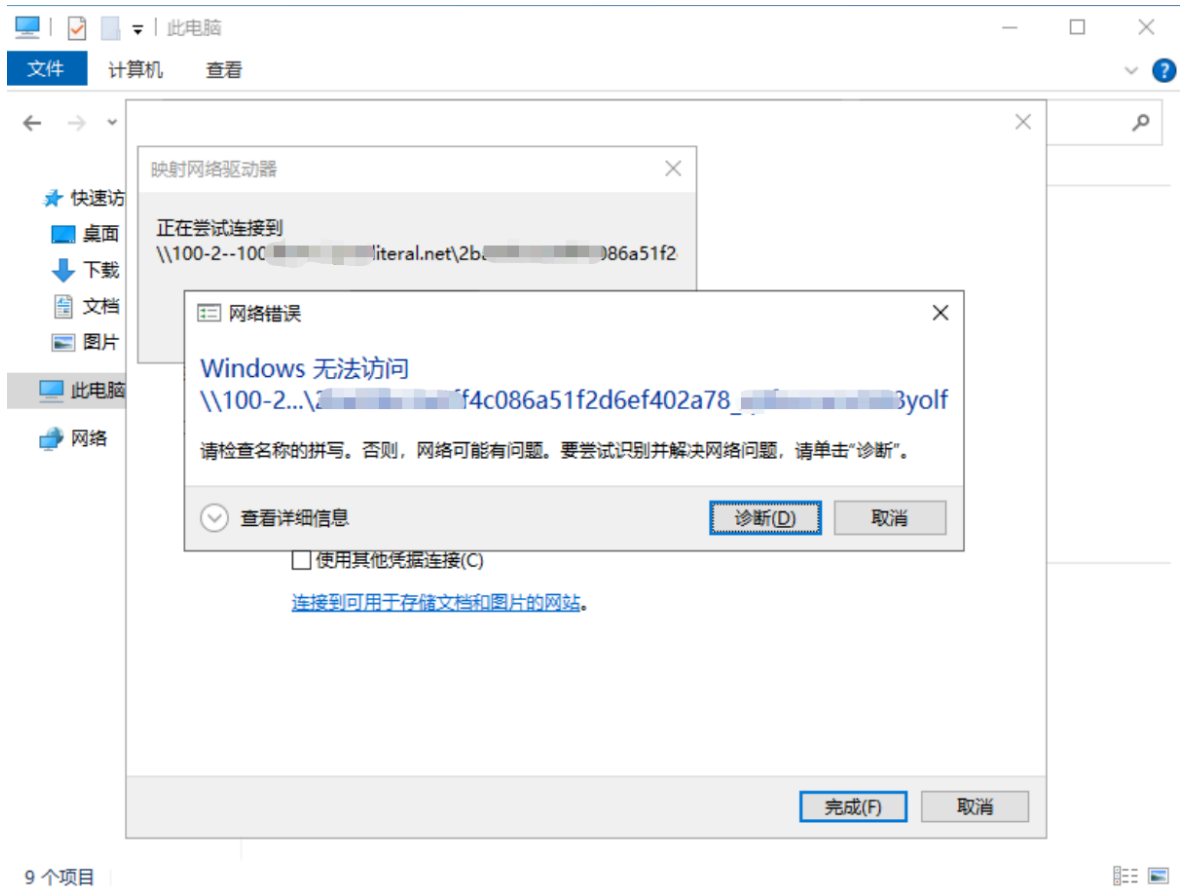 此电脑
文件 计算机 查看
快速访
桌面
下载
文档
图片
此电脑
网络
映射网络驱动器
正在尝试连接到
\\100-2--100 literal.net\2b 086a51f2
网络错误
Windows 无法访问
\\100-2...\2 ff4c086a51f2d6ef402a78_ 3yolf
请检查名称的拼写。否则，网络可能有问题。要尝试识别并解决网络问题，请单击“诊断”。
查看详细信息
诊断(D) 取消
使用其他凭据连接(C)
连接到可用于存储文档和图片的网站。
完成(F) 取消
9 个项目